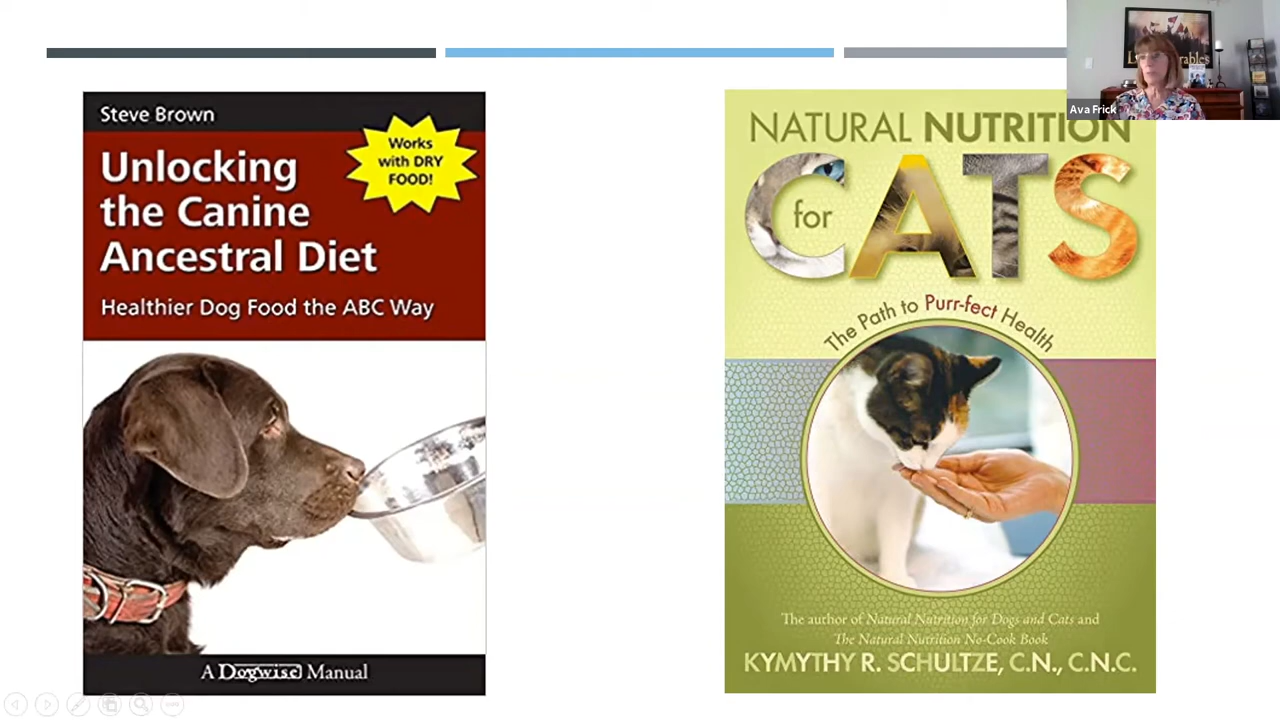 Steve Brown
Works
with DRY
FOOD!
Unlocking
the Canine
Ancestral Diet
Healthier Dog Food the ABC Way
A Dogwise Manual
NATURAL NUTRITION
for
CATS
The Path to Purr-fect Health
The author of Natural Nutrition for Dogs and Cats and
The Natural Nutrition No-Cook Book
KYMYTHY R. SCHULTZE, C.N., C.N.C.
Ava Frick